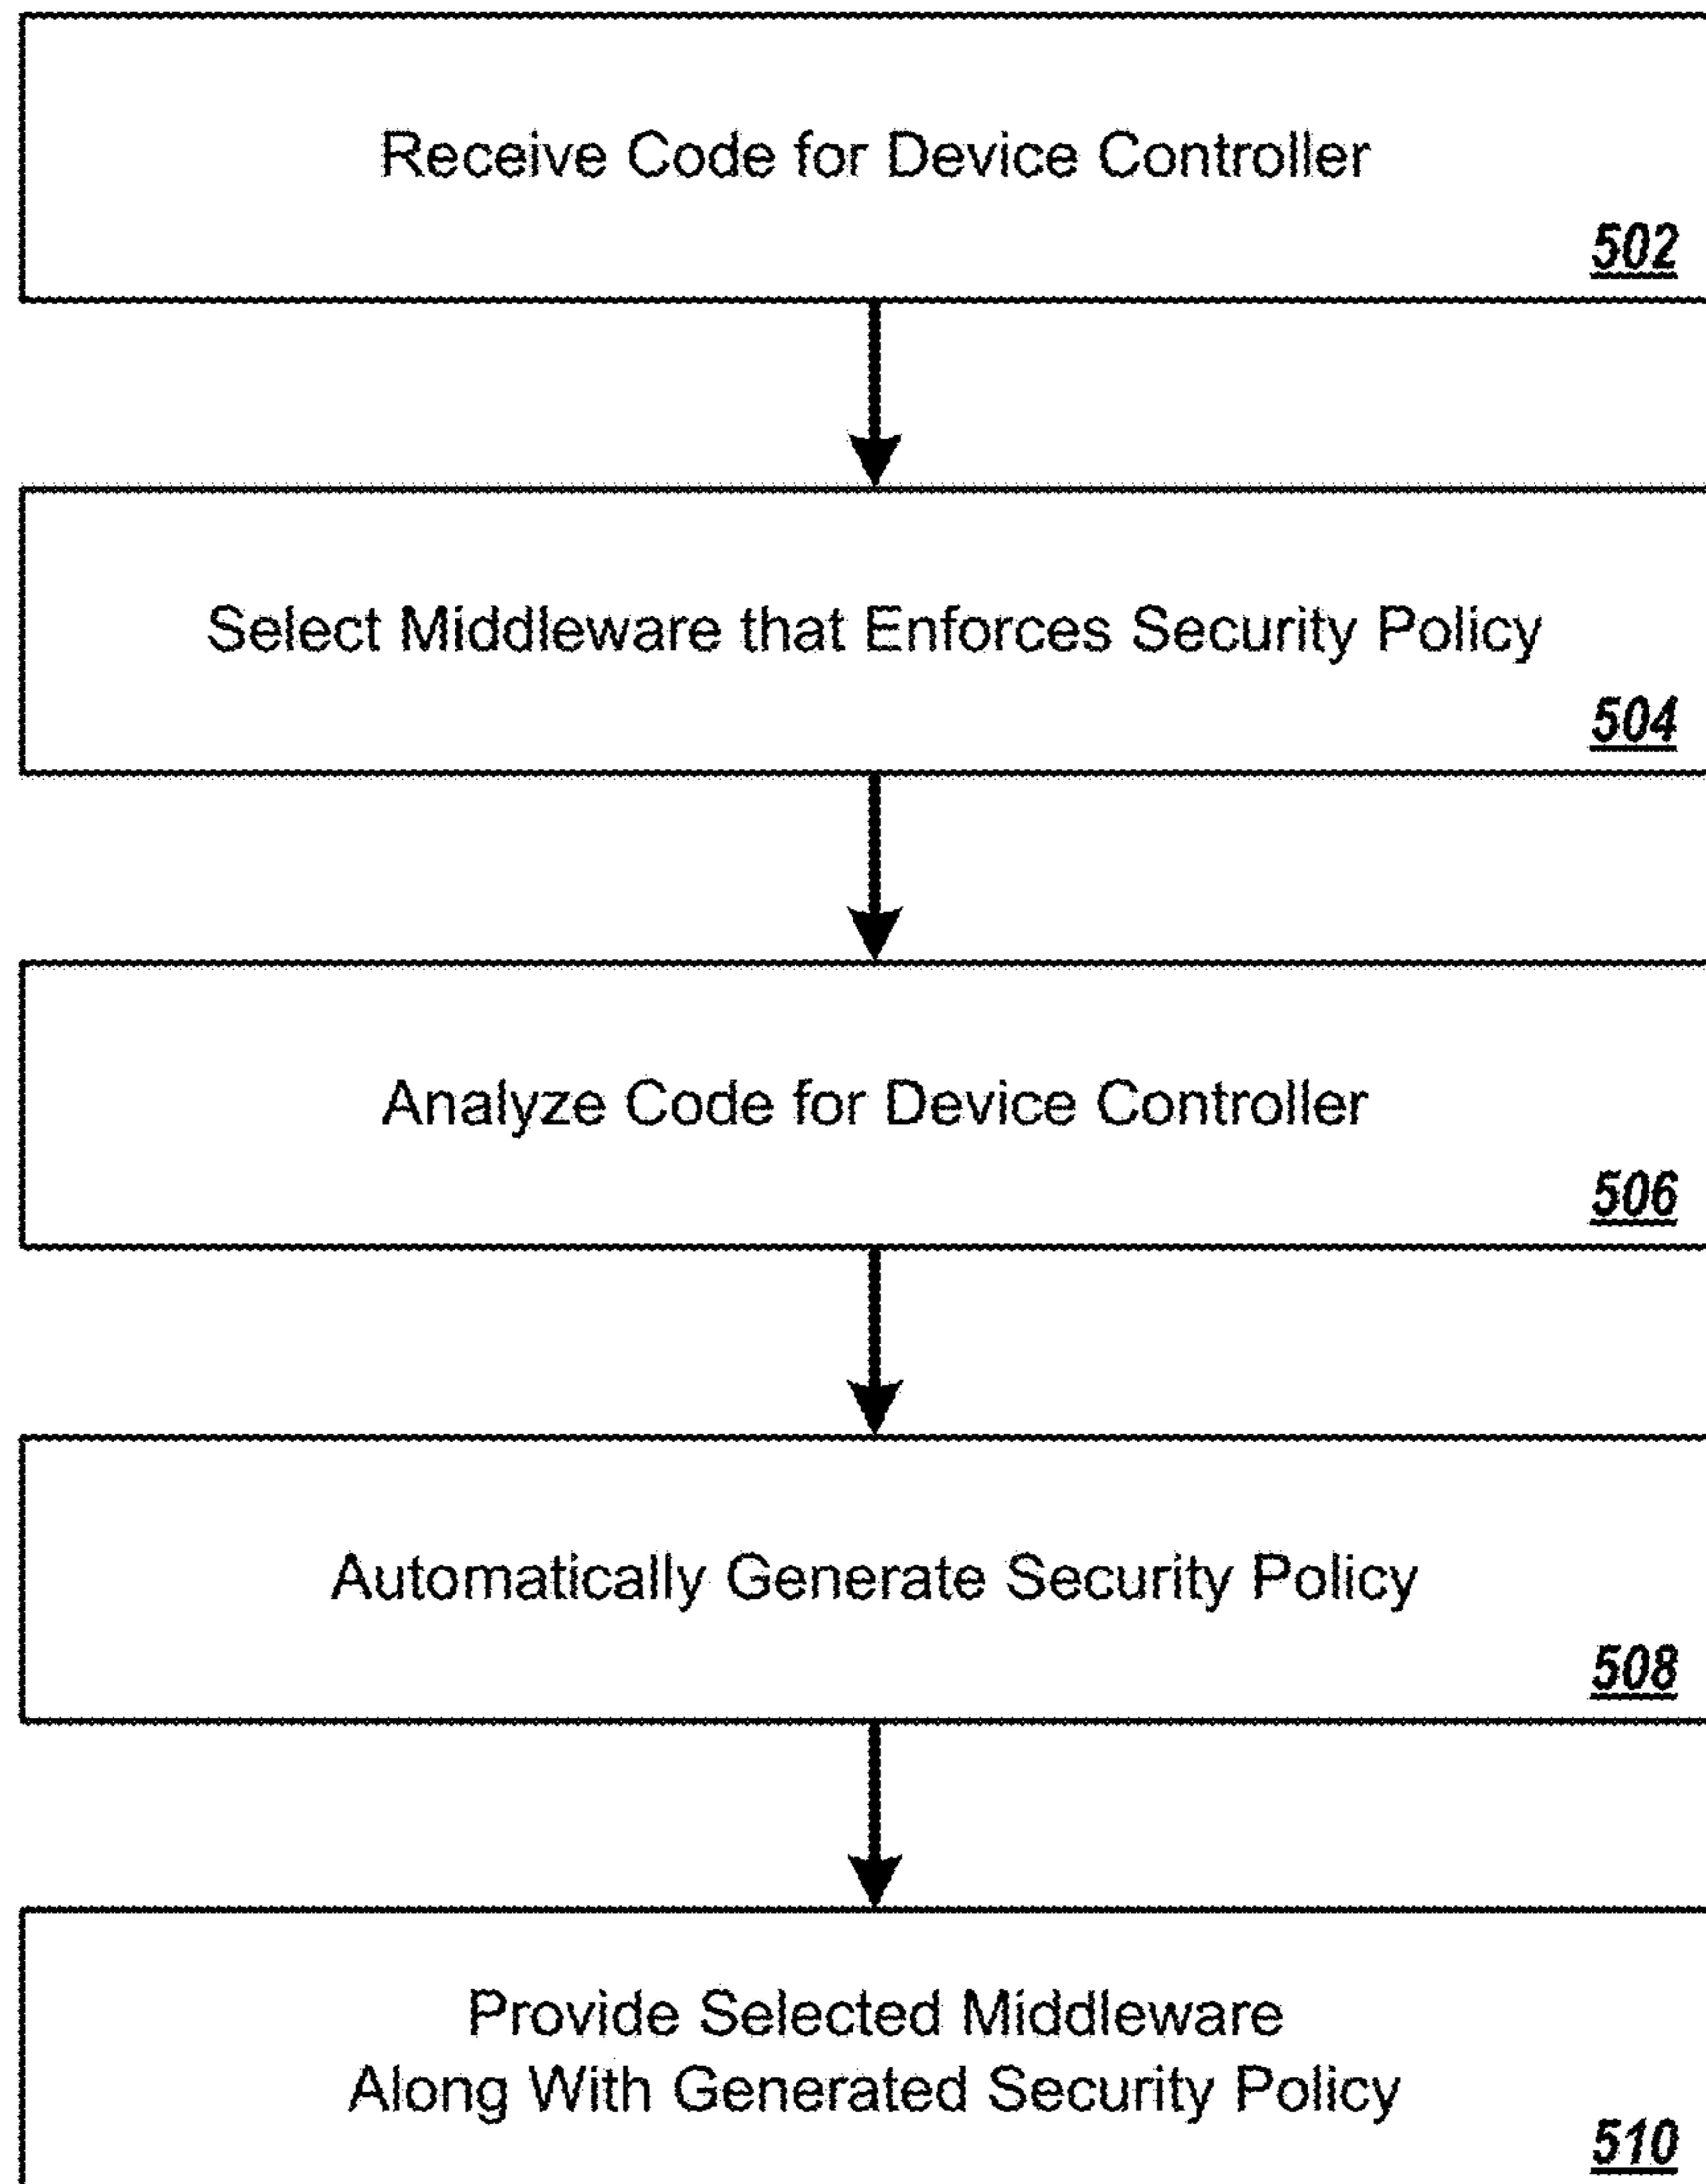 Receive Code for Device Controller
502
Select Middleware that Enforces Security Policy
504
Analyze Code for Device Controller
506
Automatically Generate Security Policy
508
Provide Selected Middleware
Along With Generated Security Policy
510